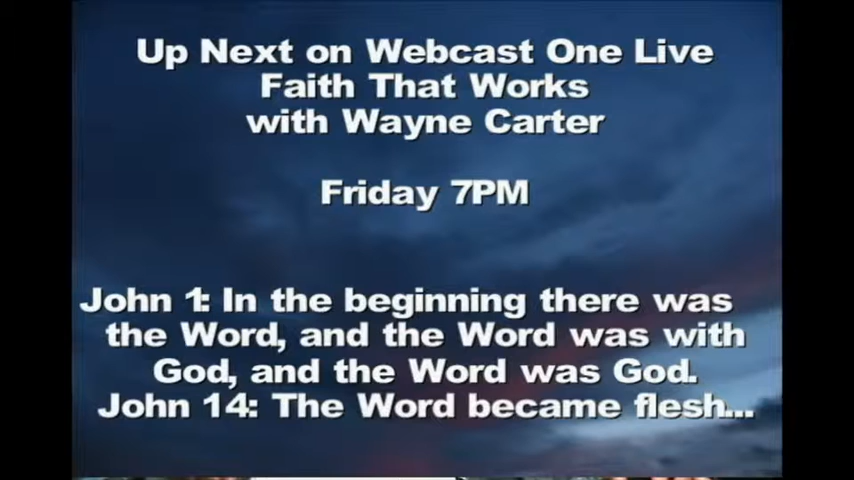 Up Next on Webcast One Live
Faith That Works
with Wayne Carter
Friday 7PM
John 1: In the beginning there was
the Word, and the Word was with
God, and the Word was God.
John 14: The Word became flesh...